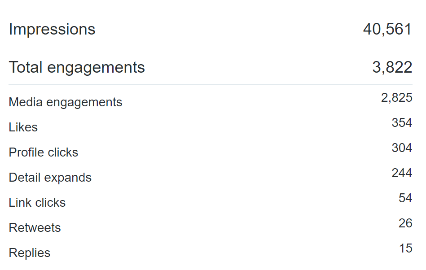 Impressions 40,561
Total engagements 3,822
Media engagements 2,825
Likes 354
Profile clicks 304
Detail expands 244
Link clicks 54
Retweets 26
Replies 15